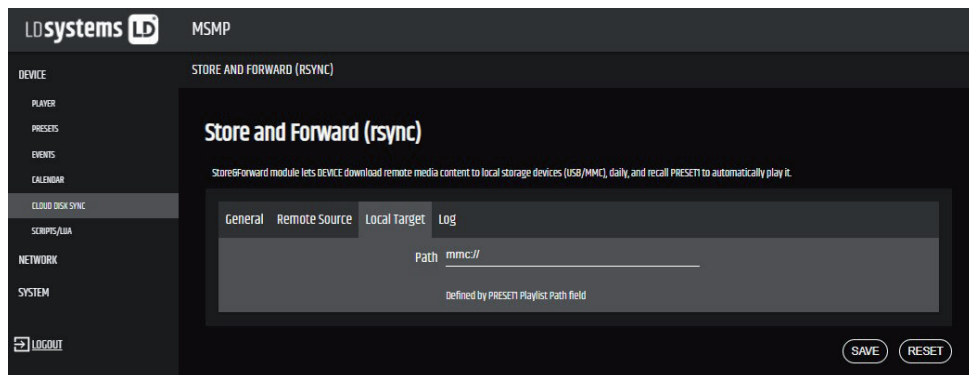 LD systems LD
MSMP
DEVICE
STORE AND FORWARD (RSYNC)
PLAYER
PRESETS
EVENTS
CALENDAR
CLOUD DISK SYNC
SCRIPTS/LUA
NETWORK
SYSTEM
LOGOUT
Store and Forward (rsync)
Store&Forward module lets DEVICE download remote media content to local storage devices (USB/MMC), daily, and recall PRESET1 to automatically play it.
General Remote Source Local Target Log
Path mmc://
Defined by PRESET1 Playlist Path field
SAVE RESET